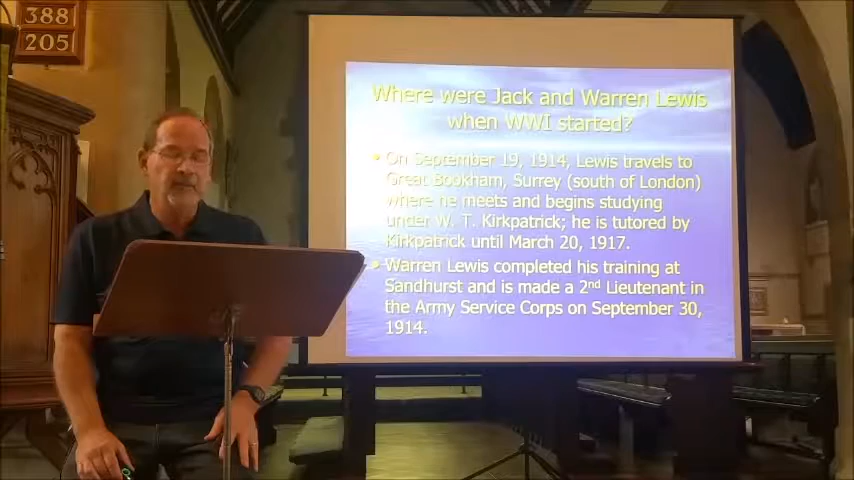 388
205
Where were Jack and Warren Lewis
when WWI started?
• On September 19, 1914, Lewis travels to
Great Bookham, Surrey (south of London)
where he meets and begins studying
under W. T. Kirkpatrick; he is tutored by
Kirkpatrick until March 20, 1917.
• Warren Lewis completed his training at
Sandhurst and is made a 2nd Lieutenant in
the Army Service Corps on September 30,
1914.